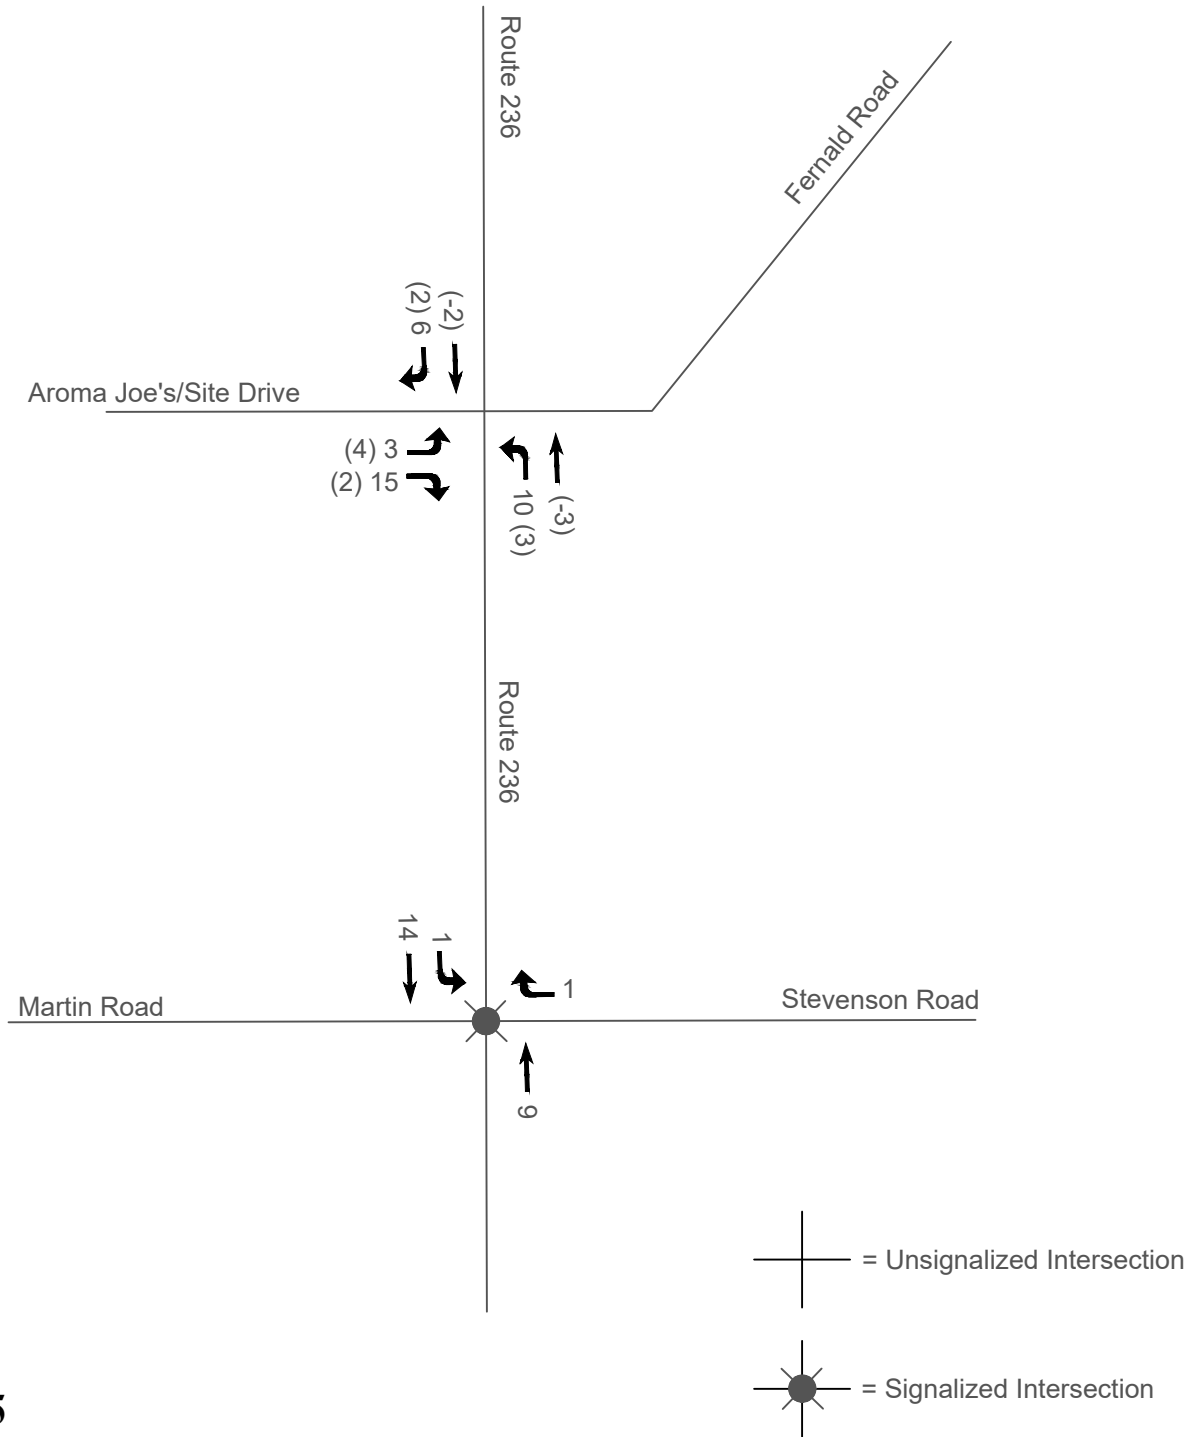 Route 236
Fernald Road
(2) 6
(-2)
Aroma Joe's/Site Drive
(4) 3
(2) 15
10 (3)
(-3)
Route 236
14
1
1
Martin Road
Stevenson Road
9
= Unsignalized Intersection
= Signalized Intersection